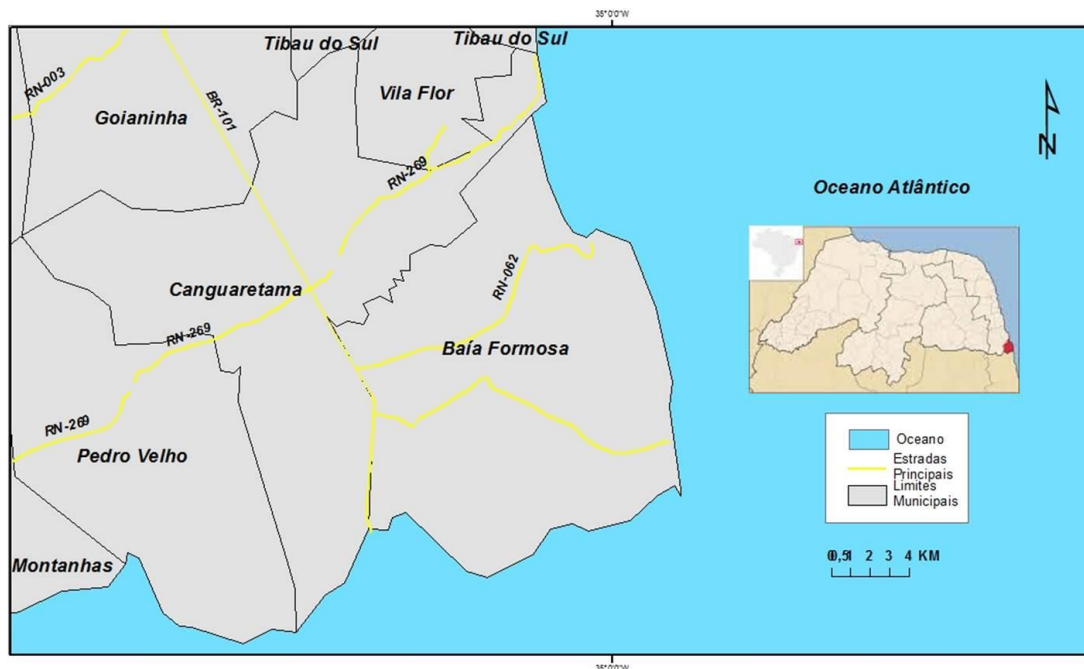 35°0'0"W
Tibau do Sul
Tibau do Sul
RN-003
Vila Flor
BR-101
Goianinha
N
RN-269
Oceano Atlântico
RN-062
Canguaretama
RN-269
Baía Formosa
RN-269
Pedro Velho
Oceano
Estradas
Principais
Limites
Municipais
Montanhas
0 0,5 1 2 3 4 KM
35°0'0"W